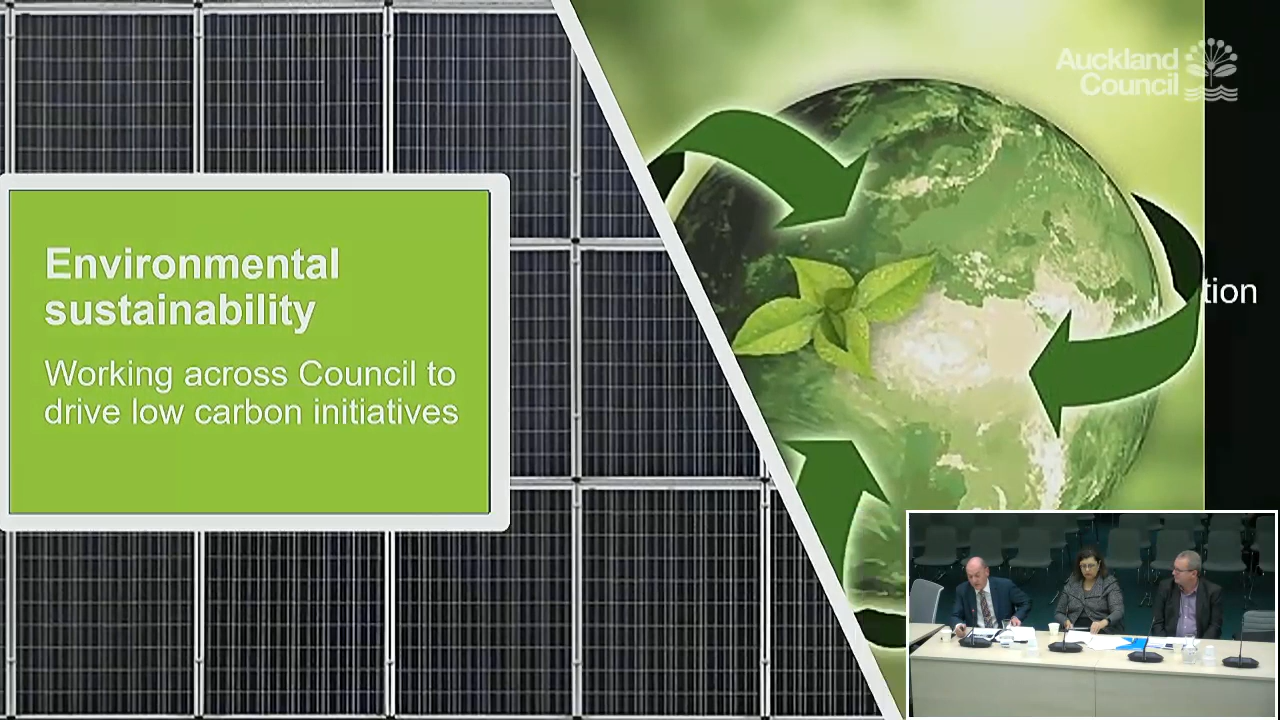 Auckland
Council
Environmental
sustainability
Working across Council to
drive low carbon initiatives
tion